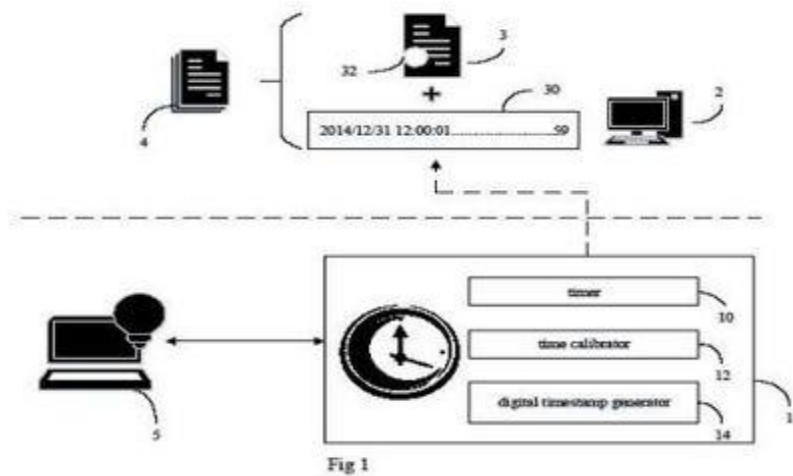 3
32
30
2
4
2014/12/31 12:00:01..............................59
timer
10
time calibrator
12
digital timestamp generator
14
1
5
Fig 1